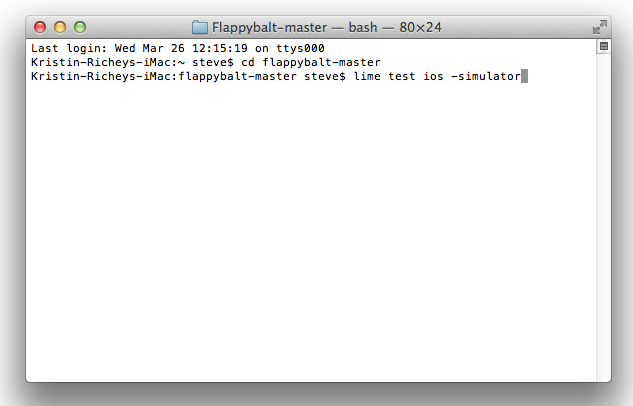 Flappybalt-master — bash — 80×24
Last login: Wed Mar 26 12:15:19 on ttys000
Kristin-Richeys-iMac:~ steve$ cd flappybalt-master
Kristin-Richeys-iMac:flappybalt-master steve$ lime test ios -simulator